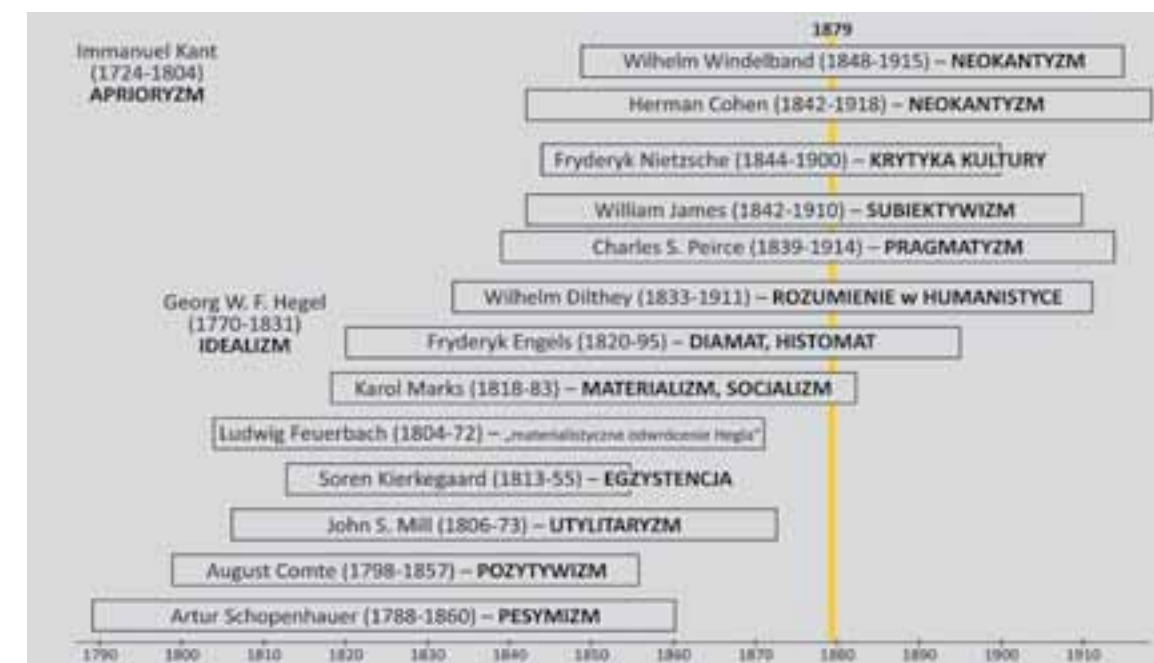 1879
Immanuel Kant
(1724-1804)
APRIORYZM
Wilhelm Windelband (1848-1915) – NEOKANTYZM
Herman Cohen (1842-1918) – NEOKANTYZM
Fryderyk Nietzsche (1844-1900) – KRYTYKA KULTURY
William James (1842-1910) – SUBIEKTYWIZM
Charles S. Peirce (1839-1914) – PRAGMATYZM
Georg W. F. Hegel
(1770-1831)
IDEALIZM
Wilhelm Dilthey (1833-1911) – ROZUMIENIE w HUMANISTYCE
Fryderyk Engels (1820-95) – DIAMAT, HISTOMAT
Karol Marks (1818-83) – MATERIALIZM, SOCJALIZM
Ludwig Feuerbach (1804-72) – „materialistyczne odwrócenie Hegla”
Soren Kierkegaard (1813-55) – EGZYSTENCJA
John S. Mill (1806-73) – UTYLITARYZM
August Comte (1798-1857) – POZYTYWIZM
Artur Schopenhauer (1788-1860) – PESYMIZM
1790 1800 1810 1820 1830 1840 1850 1860 1870 1880 1890 1900 1910